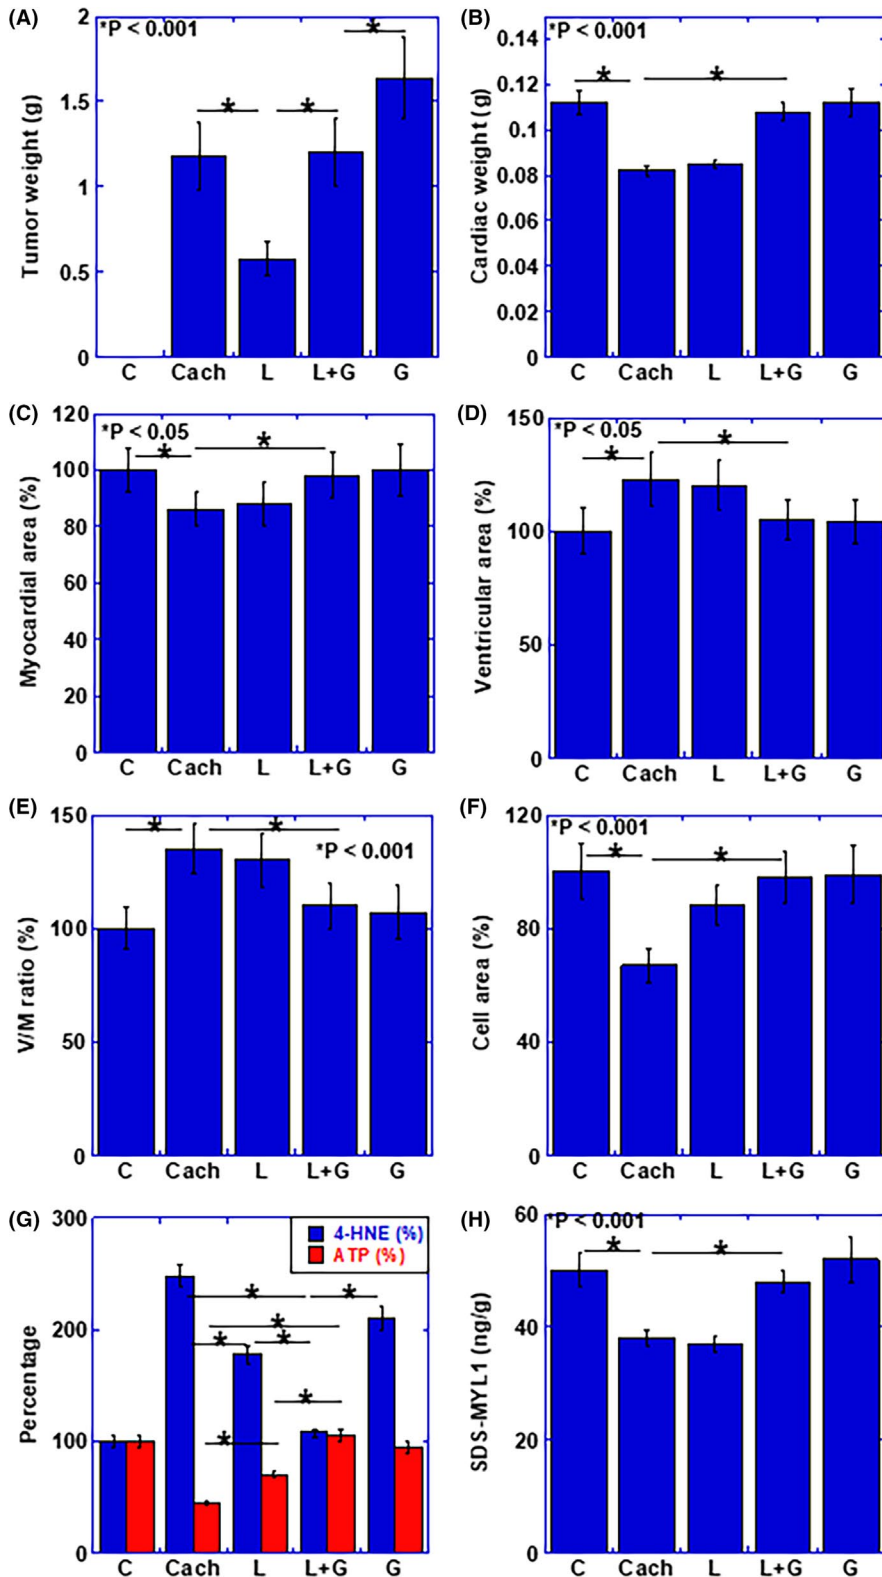 (A)
*P < 0.001
Tumor weight (g)
2
1.5
1
0.5
0
C Cach L L+G G
* * *
(B)
*P < 0.001
Cardiac weight (g)
0.14
0.12
0.1
0.08
0.06
0.04
0.02
0
C Cach L L+G G
* *
(C)
*P < 0.05
Myocardial area (%)
120
100
80
60
40
20
0
C Cach L L+G G
* *
(D)
*P < 0.05
Ventricular area (%)
150
100
50
0
C Cach L L+G G
* *
(E)
*P < 0.001
V/M ratio (%)
150
100
50
0
C Cach L L+G G
* *
(F)
*P < 0.001
Cell area (%)
120
80
40
0
C Cach L L+G G
* *
(G)
4-HNE (%)
ATP (%)
Percentage
300
200
100
0
C Cach L L+G G
* *
*
* *
*
*
(H)
*P < 0.001
SDS-MYL1 (ng/g)
60
40
20
0
C Cach L L+G G
* *